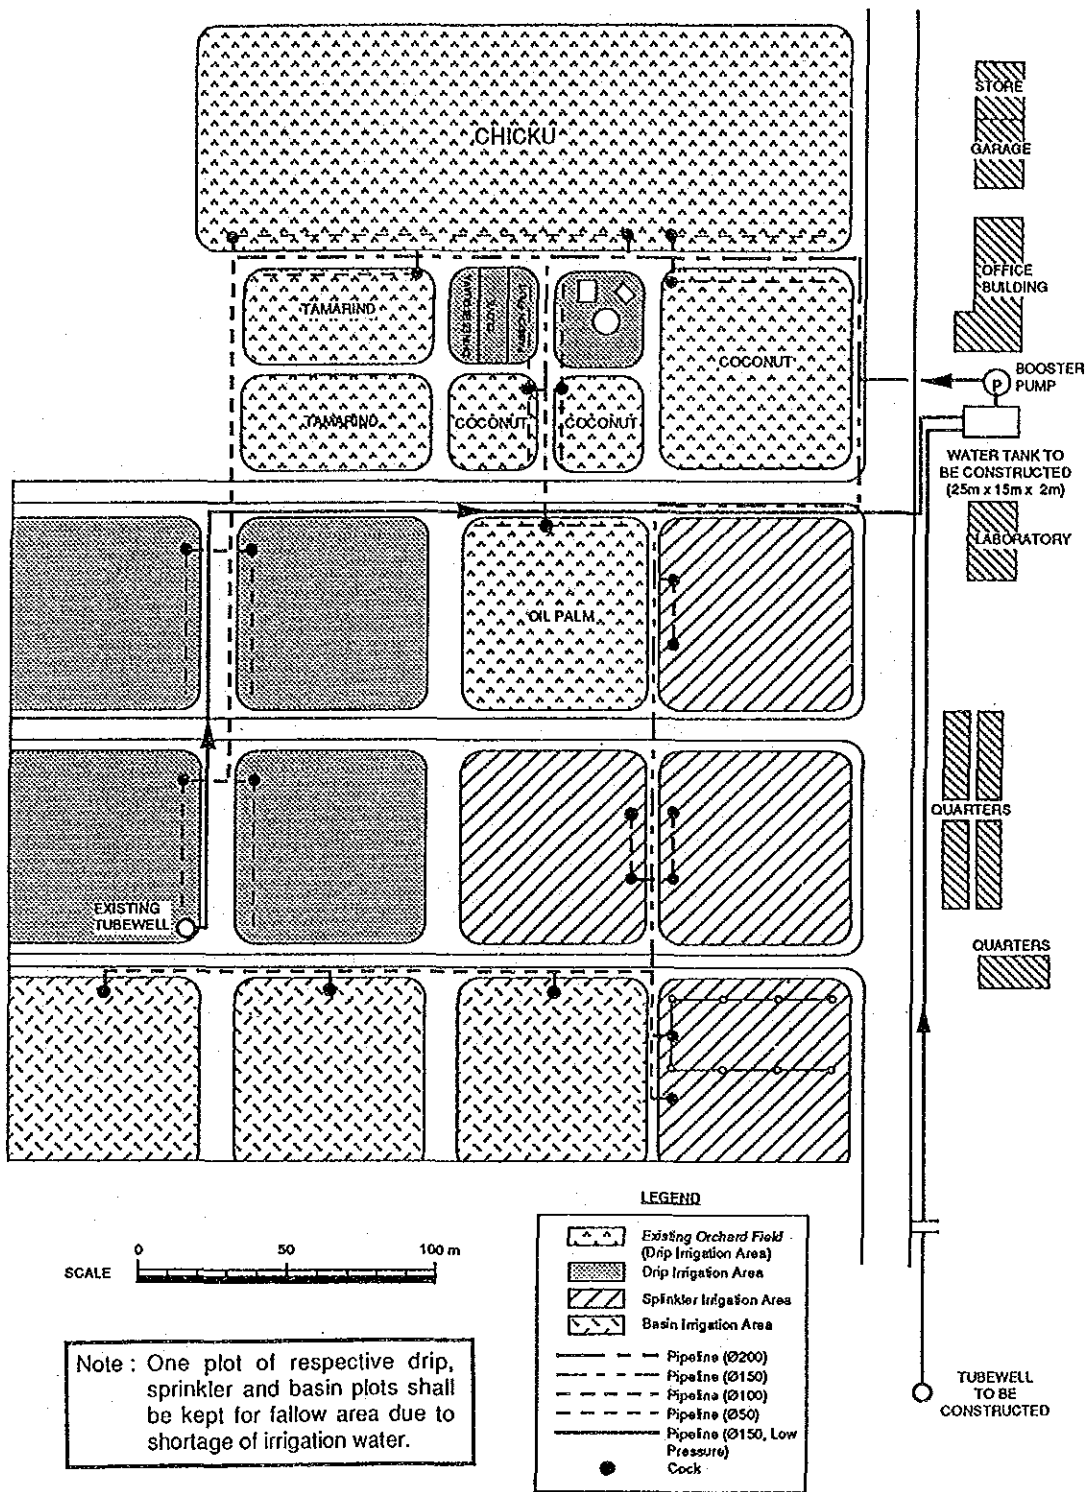 CHICKU
STORE
GARAGE
OFFICE
BUILDING
TAMARIND
CLOVE
COCONUT
BOOSTER
PUMP
P
TAMARIND
COCONUT
COCONUT
WATER TANK TO
BE CONSTRUCTED
(25m x 15m x 2m)
LABORATORY
OIL PALM
QUARTERS
EXISTING
TUBEWELL
QUARTERS
LEGEND
Existing Orchard Field
(Drip Irrigation Area)
Drip Irrigation Area
Splinkler Irrigation Area
Basin Irrigation Area
Pipeline (Ø200)
Pipeline (Ø150)
Pipeline (Ø100)
Pipeline (Ø50)
Pipeline (Ø150, Low
Pressure)
Cock
0 50 100 m
SCALE
Note : One plot of respective drip,
sprinkler and basin plots shall
be kept for fallow area due to
shortage of irrigation water.
TUBEWELL
TO BE
CONSTRUCTED